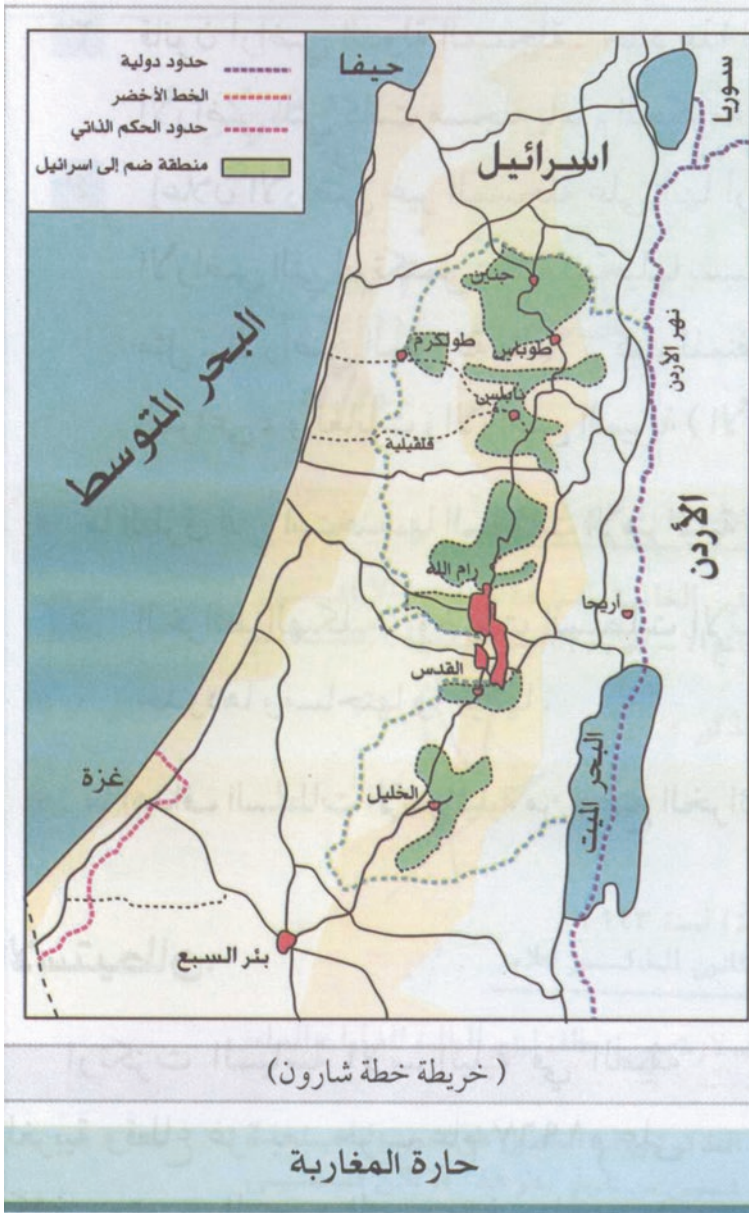 حدود دولية
الخط الأخضر
حدود الحكم الذاتي
منطقة ضم إلى اسرائيل
حيفا
سوريا
اسرائيل
جنين
نهر الأردن
طولكرم
طوباس
البحر المتوسط
نابلس
قلقيلية
الأردن
رام الله
اريحا
القدس
البحر الميت
غزة
الخليل
بئر السبع
(خريطة خطة شارون)
حارة المغاربة